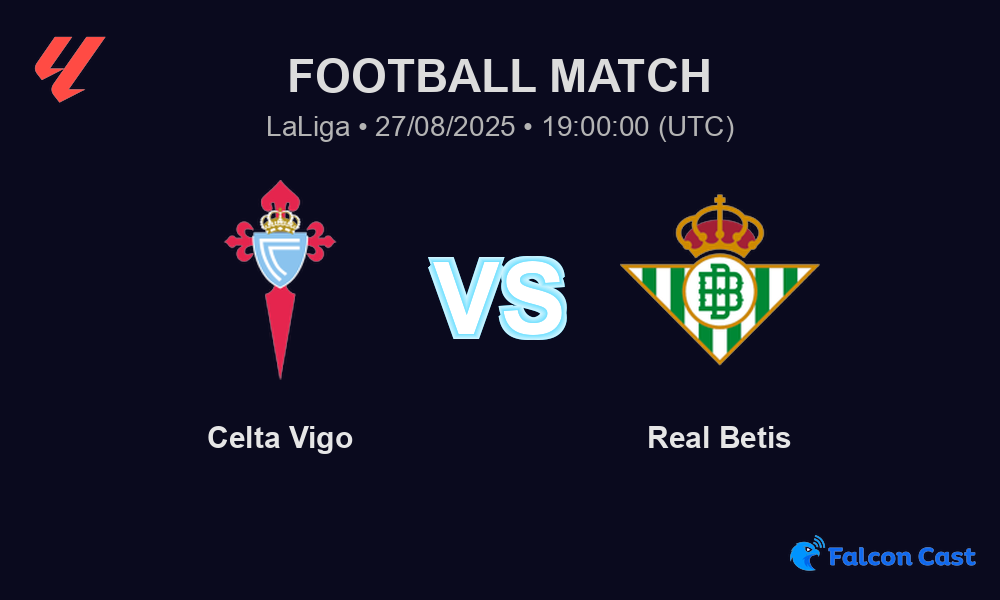 FOOTBALL MATCH
LaLiga • 27/08/2025 • 19:00:00 (UTC)
VS
Celta Vigo
Real Betis
Falcon Cast